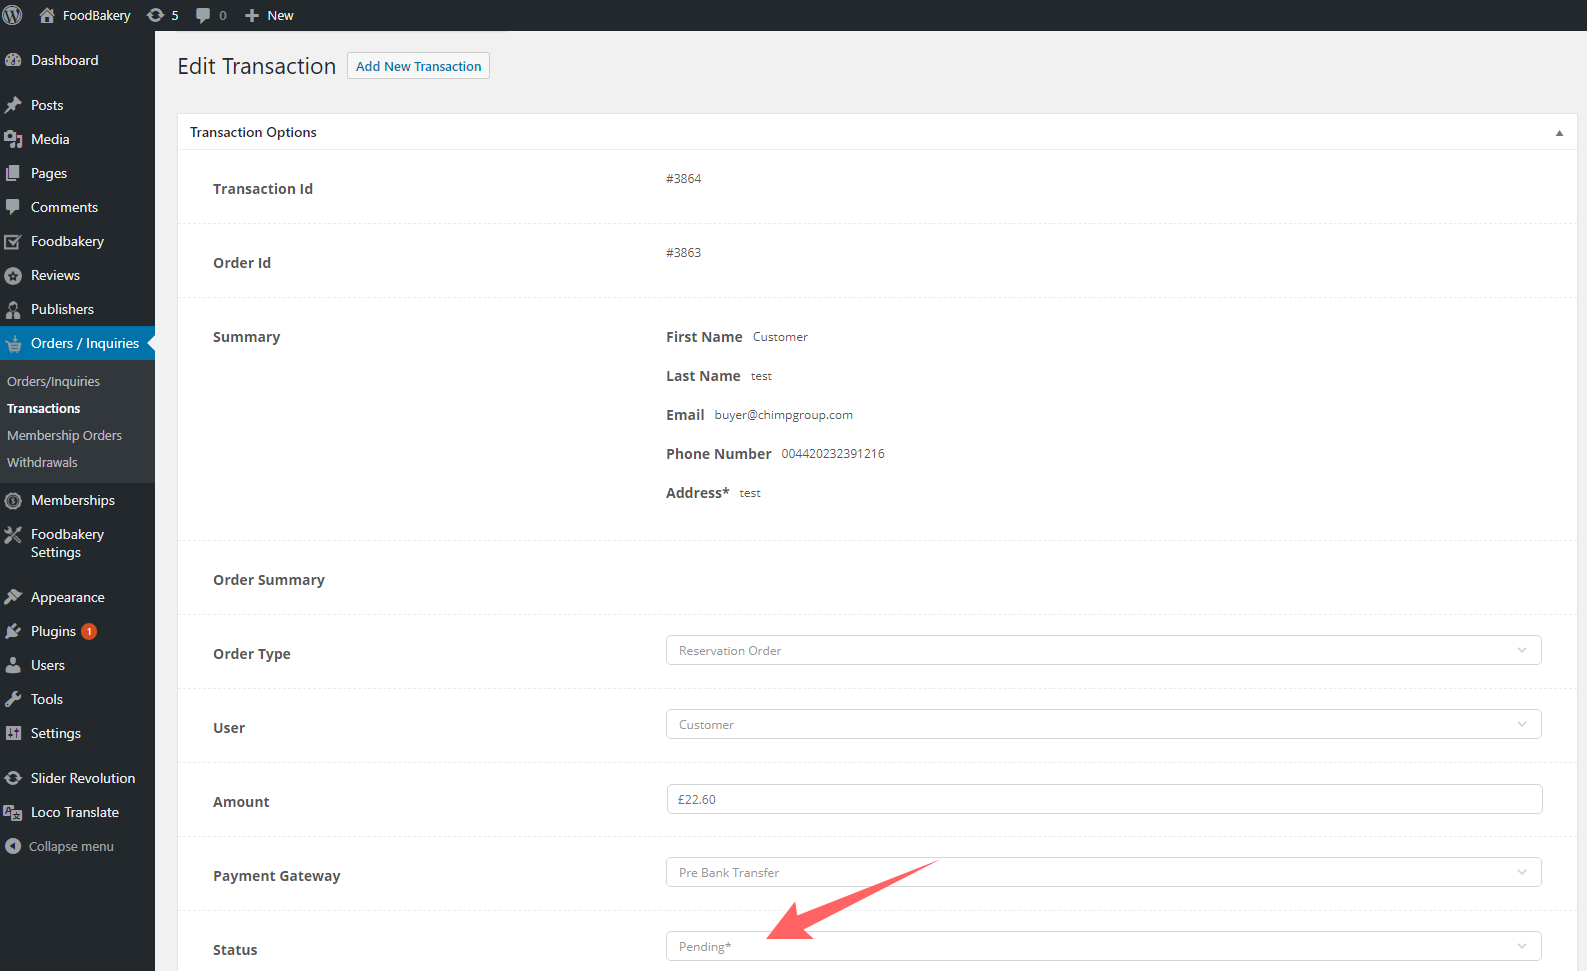 FoodBakery 5 0 New
Dashboard
Posts
Media
Pages
Comments
Foodbakery
Reviews
Publishers
Orders / Inquiries
Orders/Inquiries
Transactions
Membership Orders
Withdrawals
Memberships
Foodbakery
Settings
Appearance
Plugins 1
Users
Tools
Settings
Slider Revolution
Loco Translate
Collapse menu
Edit Transaction Add New Transaction
Transaction Options
Transaction Id #3864
Order Id #3863
Summary First Name Customer
Last Name test
Email buyer@chimpgroup.com
Phone Number 004420232391216
Address* test
Order Summary
Order Type Reservation Order
User Customer
Amount £22.60
Payment Gateway Pre Bank Transfer
Status Pending*